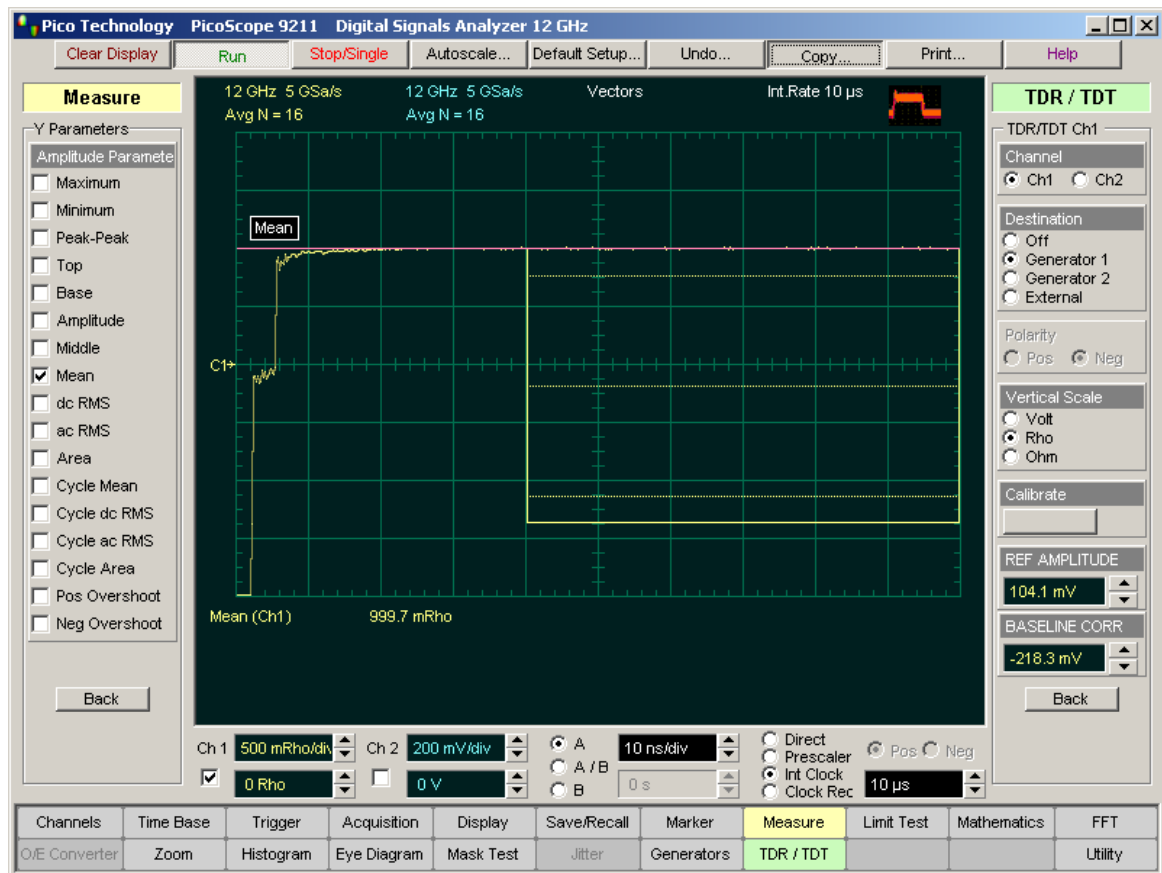 Pico Technology PicoScope 9211 Digital Signals Analyzer 12 GHz
Clear Display Run Stop/Single Autoscale... Default Setup... Undo... Copy... Print... Help
Measure
Y Parameters
Amplitude Paramete
Maximum
Minimum
Peak-Peak
Top
Base
Amplitude
Middle
Mean
dc RMS
ac RMS
Area
Cycle Mean
Cycle dc RMS
Cycle ac RMS
Cycle Area
Pos Overshoot
Neg Overshoot
Back
12 GHz 5 GSa/s 12 GHz 5 GSa/s Vectors Int.Rate 10 µs
Avg N = 16 Avg N = 16
Mean
C1
Mean (Ch1) 999.7 mRho
TDR / TDT
TDR/TDT Ch1
Channel
Ch1 Ch2
Destination
Off
Generator 1
Generator 2
External
Polarity
Pos Neg
Vertical Scale
Volt
Rho
Ohm
Calibrate
REF AMPLITUDE
104.1 mV
BASELINE CORR
-218.3 mV
Back
Ch 1 500 mRho/div Ch 2 200 mV/div A 10 ns/div Direct Pos Neg
Prescaler
0 Rho 0 V A / B 0 s Int Clock 10 µs
B Clock Rec
Channels Time Base Trigger Acquisition Display Save/Recall Marker Measure Limit Test Mathematics FFT
O/E Converter Zoom Histogram Eye Diagram Mask Test Jitter Generators TDR / TDT Utility